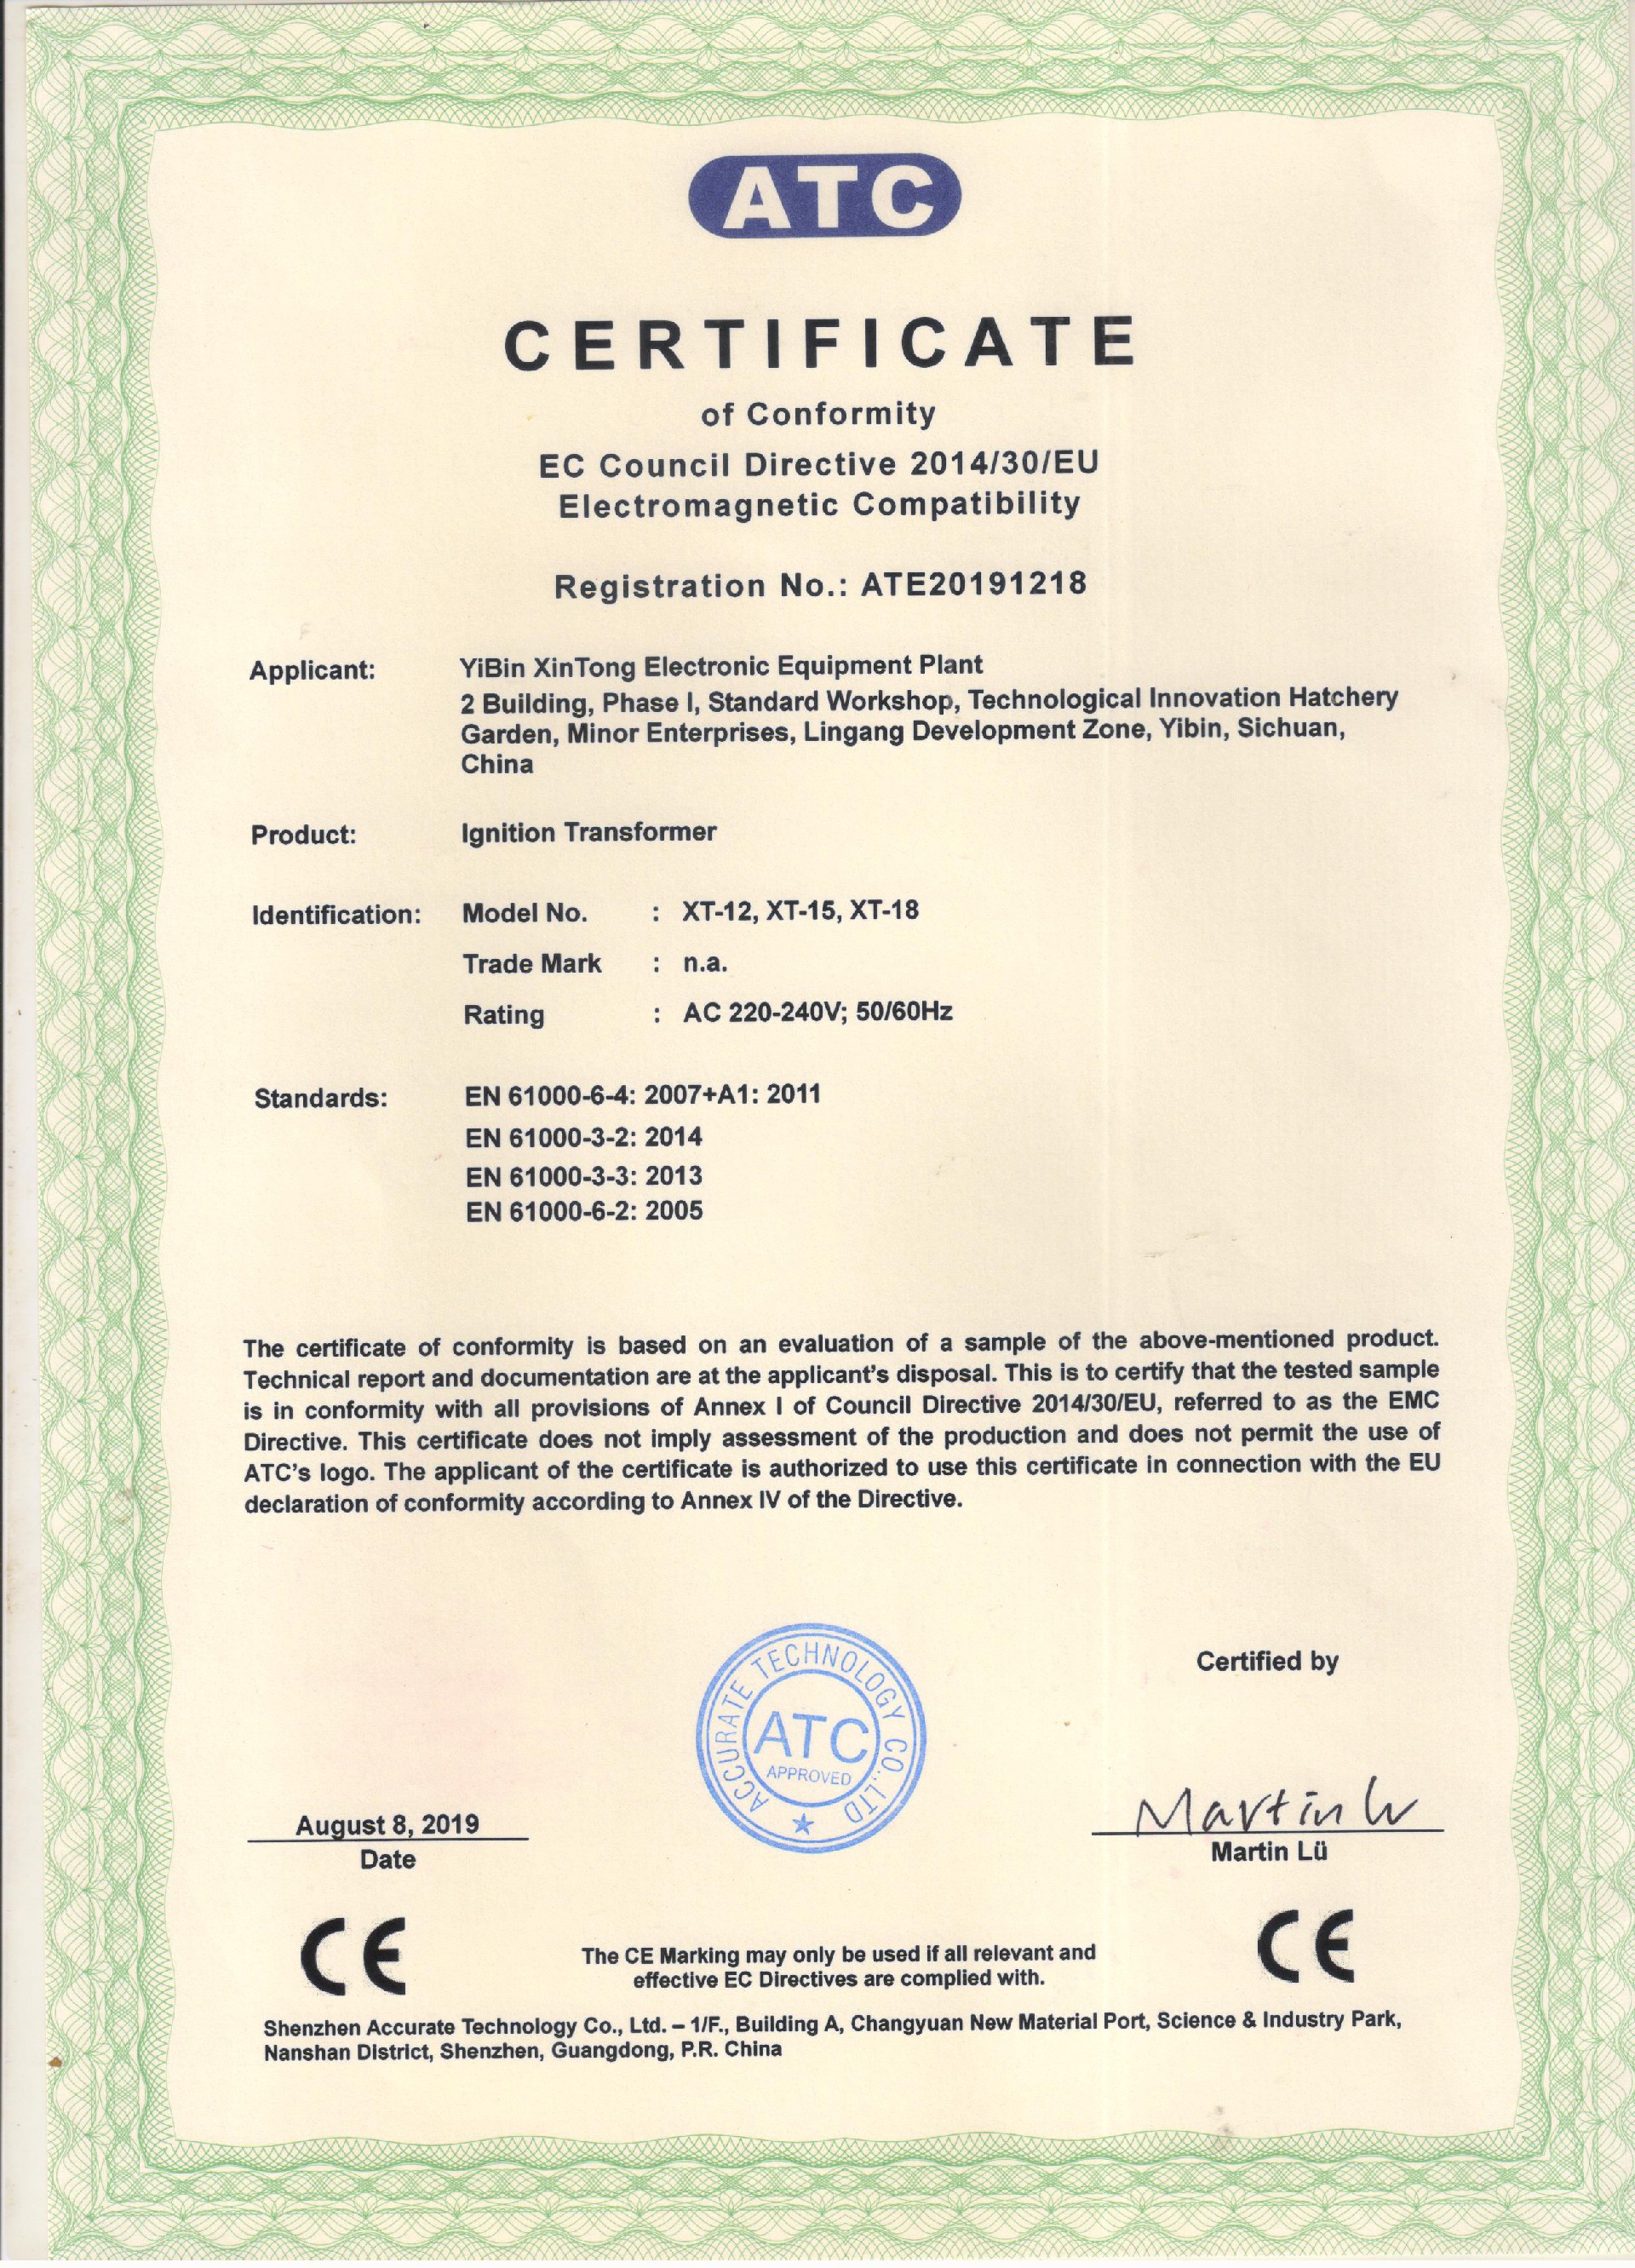 ATC
CERTIFICATE
of Conformity
EC Council Directive 2014/30/EU
Electromagnetic Compatibility
Registration No.: ATE20191218
Applicant: YiBin XinTong Electronic Equipment Plant
2 Building, Phase I, Standard Workshop, Technological Innovation Hatchery
Garden, Minor Enterprises, Lingang Development Zone, Yibin, Sichuan,
China
Product: Ignition Transformer
Identification: Model No. : XT-12, XT-15, XT-18
Trade Mark : n.a.
Rating : AC 220-240V; 50/60Hz
Standards: EN 61000-6-4: 2007+A1: 2011
EN 61000-3-2: 2014
EN 61000-3-3: 2013
EN 61000-6-2: 2005
The certificate of conformity is based on an evaluation of a sample of the above-mentioned product.
Technical report and documentation are at the applicant's disposal. This is to certify that the tested sample
is in conformity with all provisions of Annex I of Council Directive 2014/30/EU, referred to as the EMC
Directive. This certificate does not imply assessment of the production and does not permit the use of
ATC's logo. The applicant of the certificate is authorized to use this certificate in connection with the EU
declaration of conformity according to Annex IV of the Directive.
ACCURATE TECHNOLOGY CO.,LTD
ATC
APPROVED
Certified by
Martin Lü
August 8, 2019
Date
Martin Lü
CE
CE
The CE Marking may only be used if all relevant and
effective EC Directives are complied with.
Shenzhen Accurate Technology Co., Ltd. – 1/F., Building A, Changyuan New Material Port, Science & Industry Park,
Nanshan District, Shenzhen, Guangdong, P.R. China